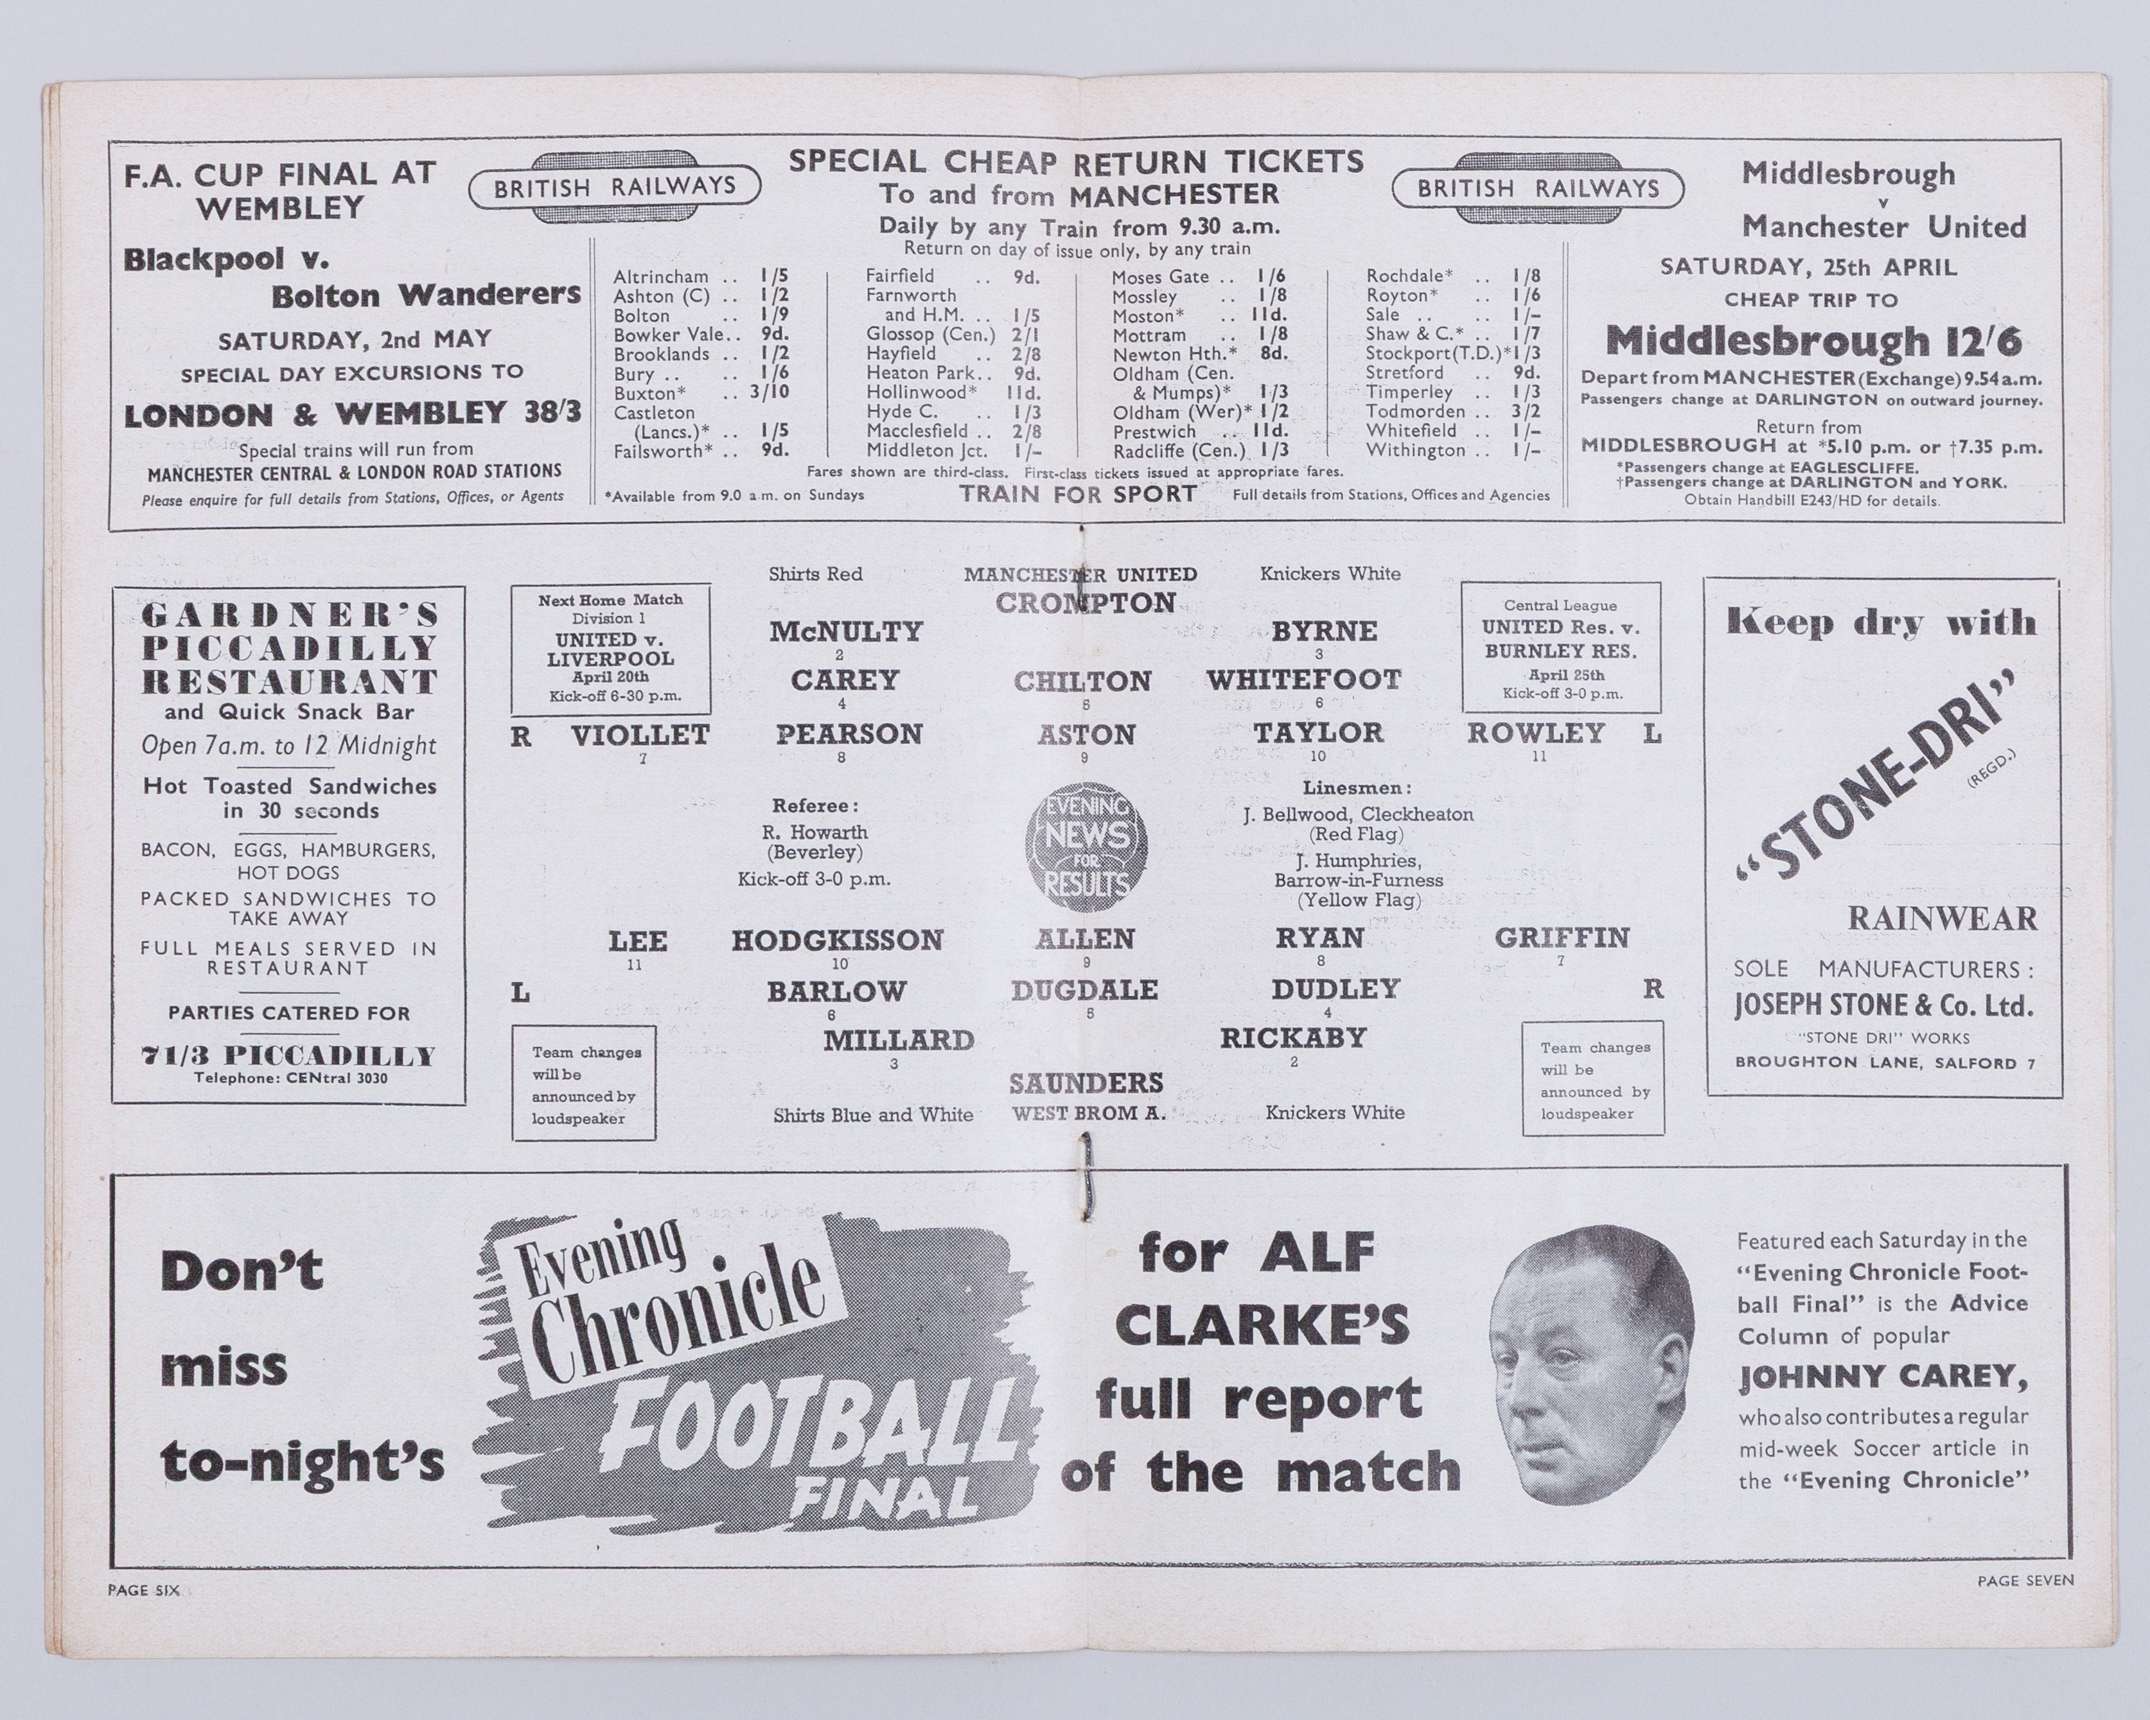 F.A. CUP FINAL AT
WEMBLEY
Blackpool v.
Bolton Wanderers
SATURDAY, 2nd MAY
SPECIAL DAY EXCURSIONS TO
LONDON & WEMBLEY 38/3
Special trains will run from
MANCHESTER CENTRAL & LONDON ROAD STATIONS
Please enquire for full details from Stations, Offices, or Agents
BRITISH RAILWAYS
SPECIAL CHEAP RETURN TICKETS
To and from MANCHESTER
Daily by any Train from 9.30 a.m.
Return on day of issue only, by any train
BRITISH RAILWAYS
Altrincham .. 1/5
Ashton (C) .. 1/2
Bolton .. 1/9
Bowker Vale.. 9d.
Brooklands .. 1/2
Bury .. .. 1/6
Buxton* .. 3/10
Castleton
(Lancs.)* .. 1/5
Failsworth* .. 9d.
Fairfield .. 9d.
Farnworth
and H.M. .. 1/5
Glossop (Cen.) 2/1
Hayfield .. 2/8
Heaton Park.. 9d.
Hollinwood* 11d.
Hyde C. .. 1/3
Macclesfield .. 2/8
Middleton Jct. 1/-
Moses Gate .. 1/6
Mossley .. 1/8
Moston* .. 11d.
Mottram .. 1/8
Newton Hth.* 8d.
Oldham (Cen.
& Mumps)* 1/3
Oldham (Wer)* 1/2
Prestwich .. 11d.
Radcliffe (Cen.) 1/3
Rochdale* .. 1/8
Royton* .. 1/6
Sale .. .. 1/-
Shaw & C.* .. 1/7
Stockport(T.D.)*1/3
Stretford .. 9d.
Timperley .. 1/3
Todmorden .. 3/2
Whitefield .. 1/-
Withington .. 1/-
Fares shown are third-class. First-class tickets issued at appropriate fares.
*Available from 9.0 a m. on Sundays TRAIN FOR SPORT Full details from Stations, Offices and Agencies
Middlesbrough
v
Manchester United
SATURDAY, 25th APRIL
CHEAP TRIP TO
Middlesbrough 12/6
Depart from MANCHESTER (Exchange) 9.54 a.m.
Passengers change at DARLINGTON on outward journey.
Return from
MIDDLESBROUGH at *5.10 p.m. or †7.35 p.m.
*Passengers change at EAGLESCLIFFE.
†Passengers change at DARLINGTON and YORK.
Obtain Handbill E243/HD for details.
GARDNER'S
PICCADILLY
RESTAURANT
and Quick Snack Bar
Open 7a.m. to 12 Midnight
Hot Toasted Sandwiches
in 30 seconds
BACON, EGGS, HAMBURGERS,
HOT DOGS
PACKED SANDWICHES TO
TAKE AWAY
FULL MEALS SERVED IN
RESTAURANT
PARTIES CATERED FOR
71/3 PICCADILLY
Telephone: CENtral 3030
Next Home Match
Division 1
UNITED v.
LIVERPOOL
April 20th
Kick-off 6-30 p.m.
Shirts Red MANCHESTER UNITED Knickers White
CROMPTON
McNULTY BYRNE
2 3
CAREY CHILTON WHITEFOOT
4 5 6
R VIOLLET PEARSON ASTON TAYLOR ROWLEY L
7 8 9 10 11
Central League
UNITED Res. v.
BURNLEY RES.
April 25th
Kick-off 3-0 p.m.
Referee:
R. Howarth
(Beverley)
Kick-off 3-0 p.m.
EVENING
NEWS
FOR
RESULTS
Linesmen:
J. Bellwood, Cleckheaton
(Red Flag)
J. Humphries,
Barrow-in-Furness
(Yellow Flag)
LEE HODGKISSON ALLEN RYAN GRIFFIN
11 10 9 8 7
L BARLOW DUGDALE DUDLEY R
6 5 4
MILLARD RICKABY
3 2
SAUNDERS
Shirts Blue and White WEST BROM A. Knickers White
Team changes
will be
announced by
loudspeaker
Team changes
will be
announced by
loudspeaker
Keep dry with
"STONE-DRI"
(REGD.)
RAINWEAR
SOLE MANUFACTURERS:
JOSEPH STONE & Co. Ltd.
"STONE DRI" WORKS
BROUGHTON LANE, SALFORD 7
Don't
miss
to-night's
Evening
Chronicle
FOOTBALL
FINAL
for ALF
CLARKE'S
full report
of the match
Featured each Saturday in the
"Evening Chronicle Foot-
ball Final" is the Advice
Column of popular
JOHNNY CAREY,
who also contributes a regular
mid-week Soccer article in
the "Evening Chronicle"
PAGE SIX
PAGE SEVEN